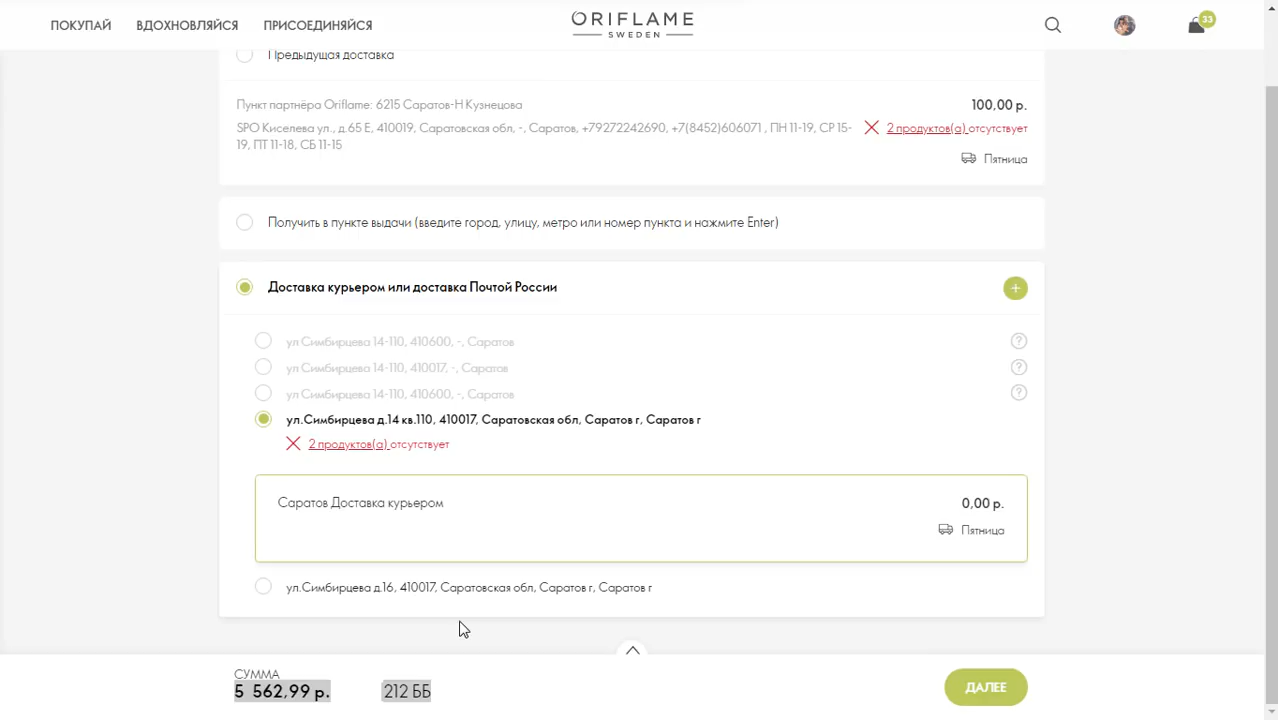 ПОКУПАЙ ВДОХНОВЛЯЙСЯ ПРИСОЕДИНЯЙСЯ
ORIFLAME
SWEDEN
33
Предыдущая доставка
Пункт партнёра Oriflame: 6215 Саратов-Н.Кузнецова
100,00 р.
SPO Киселева ул., д.65 Е, 410019, Саратовская обл, -, Саратов, +79272242690, +7(8452)606071 , ПН 11-19, СР 15-
19, ПТ 11-18, СБ 11-15
2 продуктов(а) отсутствует
Пятница
Получить в пункте выдачи (введите город, улицу, метро или номер пункта и нажмите Enter)
Доставка курьером или доставка Почтой России
+
ул Симбирцева 14-110, 410600, -, Саратов
?
ул Симбирцева 14-110, 410017, -, Саратов
?
ул Симбирцева 14-110, 410600, -, Саратов
?
ул.Симбирцева д.14 кв.110, 410017, Саратовская обл, Саратов г, Саратов г
2 продуктов(а) отсутствует
Саратов Доставка курьером
0,00 р.
Пятница
ул.Симбирцева д.16, 410017, Саратовская обл, Саратов г, Саратов г
СУММА
5 562,99 р. 212 ББ
ДАЛЕЕ